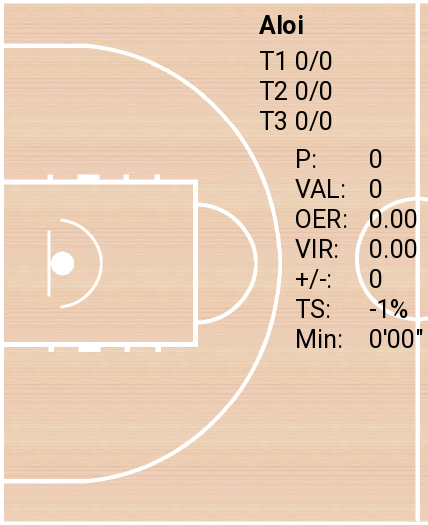 Aloi
T1 0/0
T2 0/0
T3 0/0
P: 0
VAL: 0
OER: 0.00
VIR: 0.00
+/-: 0
TS: -1%
Min: 0'00"